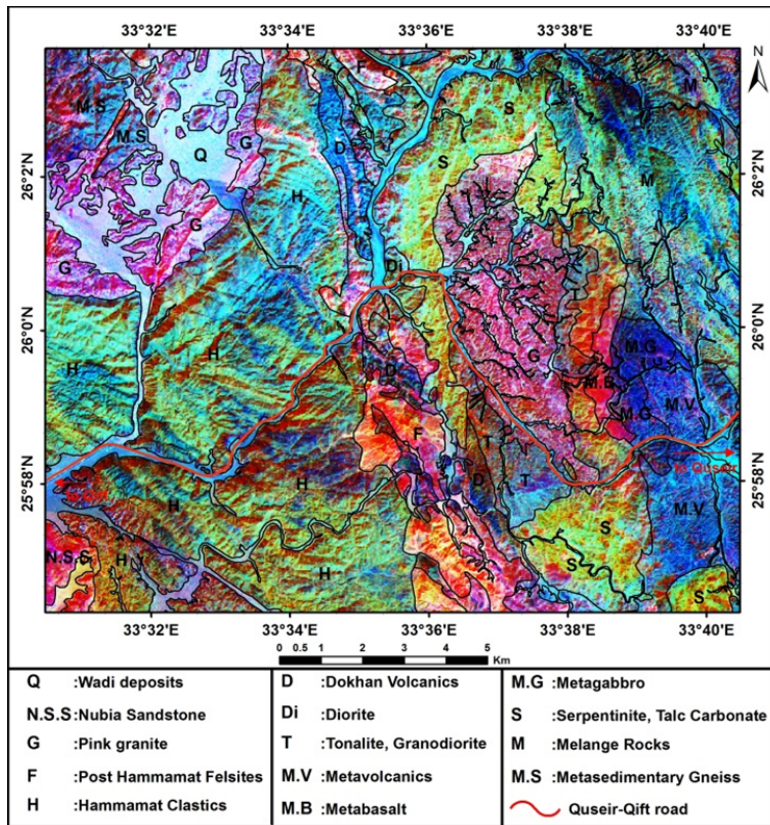 33°32'E 33°34'E 33°36'E 33°38'E 33°40'E
N
M.S
F
M
M.S
S
D
Q
G
26°2'N
S
26°2'N
M
H
G
G
Di
T
26°0'N
26°0'N
G
M.G
H
H
D
M.B
M.G
M.V
F
T
to Quseir
25°58'N
H
D
T
25°58'N
H
M.V
S
N.S.S
H
H
S
S
33°32'E 33°34'E 33°36'E 33°38'E 33°40'E
0 0.5 1 2 3 4 5
Km
Q :Wadi deposits
N.S.S:Nubia Sandstone
G :Pink granite
F :Post Hammamat Felsites
H :Hammamat Clastics
D :Dokhan Volcanics
Di :Diorite
T :Tonalite, Granodiorite
M.V :Metavolcanics
M.B :Metabasalt
M.G :Metagabbro
S :Serpentinite, Talc Carbonate
M :Melange Rocks
M.S :Metasedimentary Gneiss
Quseir-Qift road